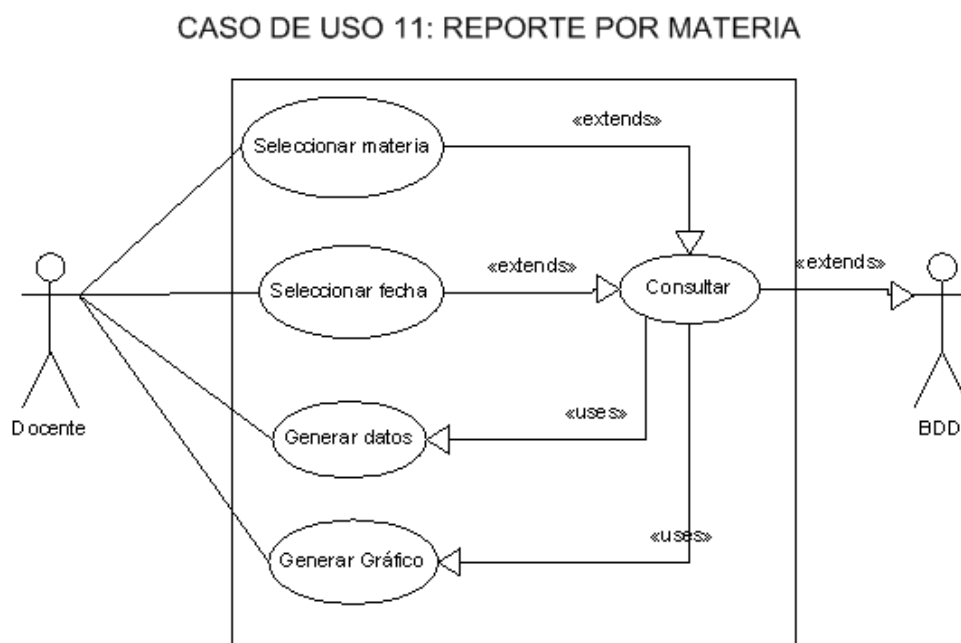 CASO DE USO 11: REPORTE POR MATERIA
«extends»
Seleccionar materia
«extends»
«extends»
Seleccionar fecha
Consultar
Docente
«uses»
BDD
Generar datos
«uses»
Generar Gráfico